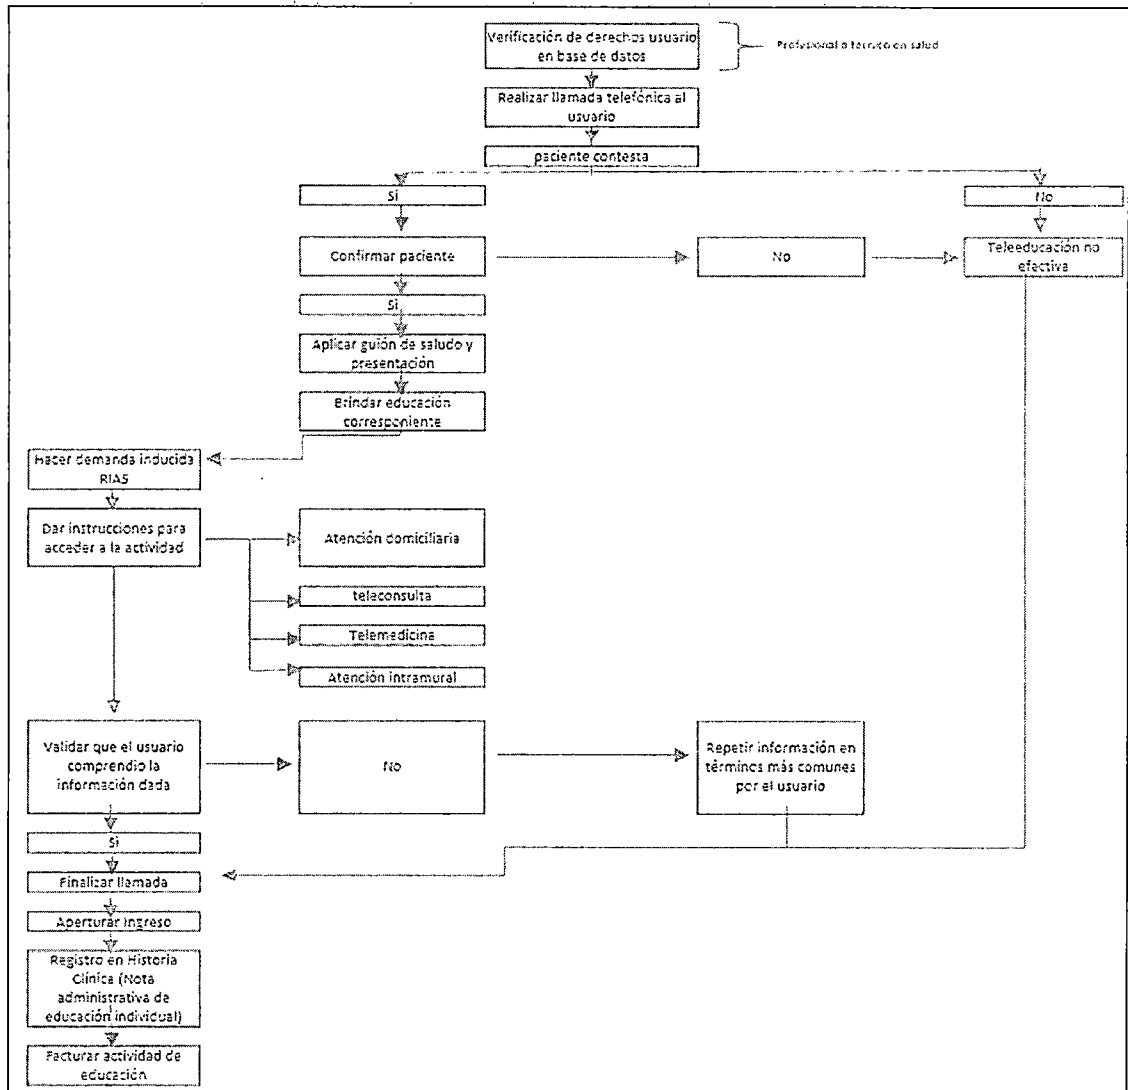 Verificación de derechos usuario
en base de datos
Profesional o técnico en salud
Realizar llamada telefónica al
usuario
paciente contesta
Si
No
Confirmar paciente
No
Teleeducación no
efectiva
Si
Aplicar guión de saludo y
presentación
Brindar educación
corresponiente
Hacer demanda inducida
RIAS
Dar instrucciones para
acceder a la actividad
Atención domiciliaria
teleconsulta
Telemedicina
Atención intramural
Validar que el usuario
comprendio la
información dada
No
Repetir información en
términos más comunes
por el usuario
Si
Finalizar llamada
Aperturar ingreso
Registro en Historia
Clínica (Nota
administrativa de
educación individual)
Facturar actividad de
educación